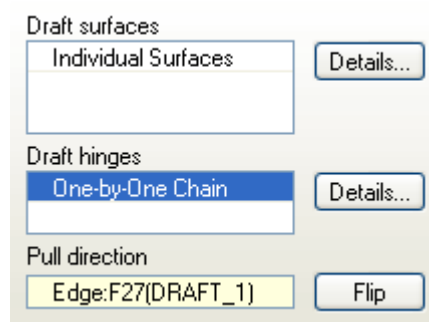 Draft surfaces
Individual Surfaces
Details...
Draft hinges
One-by-One Chain
Details...
Pull direction
Edge:F27(DRAFT_1)
Flip